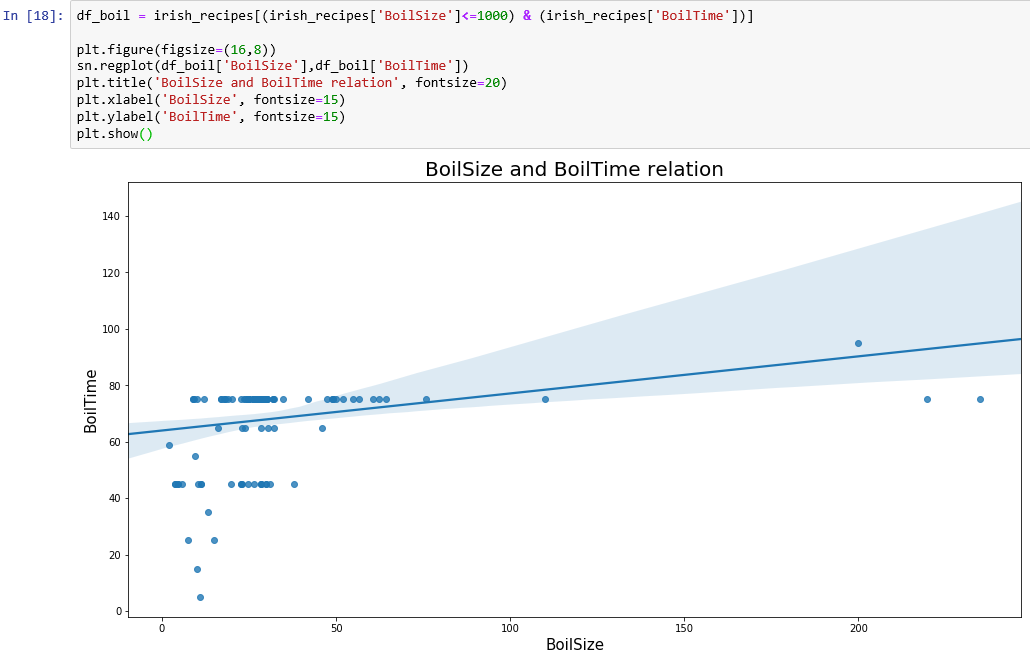 In [18]: df_boil = irish_recipes[(irish_recipes['BoilSize']<=1000) & (irish_recipes['BoilTime'])]
plt.figure(figsize=(16,8))
sn.regplot(df_boil['BoilSize'],df_boil['BoilTime'])
plt.title('BoilSize and BoilTime relation', fontsize=20)
plt.xlabel('BoilSize', fontsize=15)
plt.ylabel('BoilTime', fontsize=15)
plt.show()
BoilSize and BoilTime relation
140
120
100
80
60
40
20
0
BoilTime
0 50 100 150 200
BoilSize